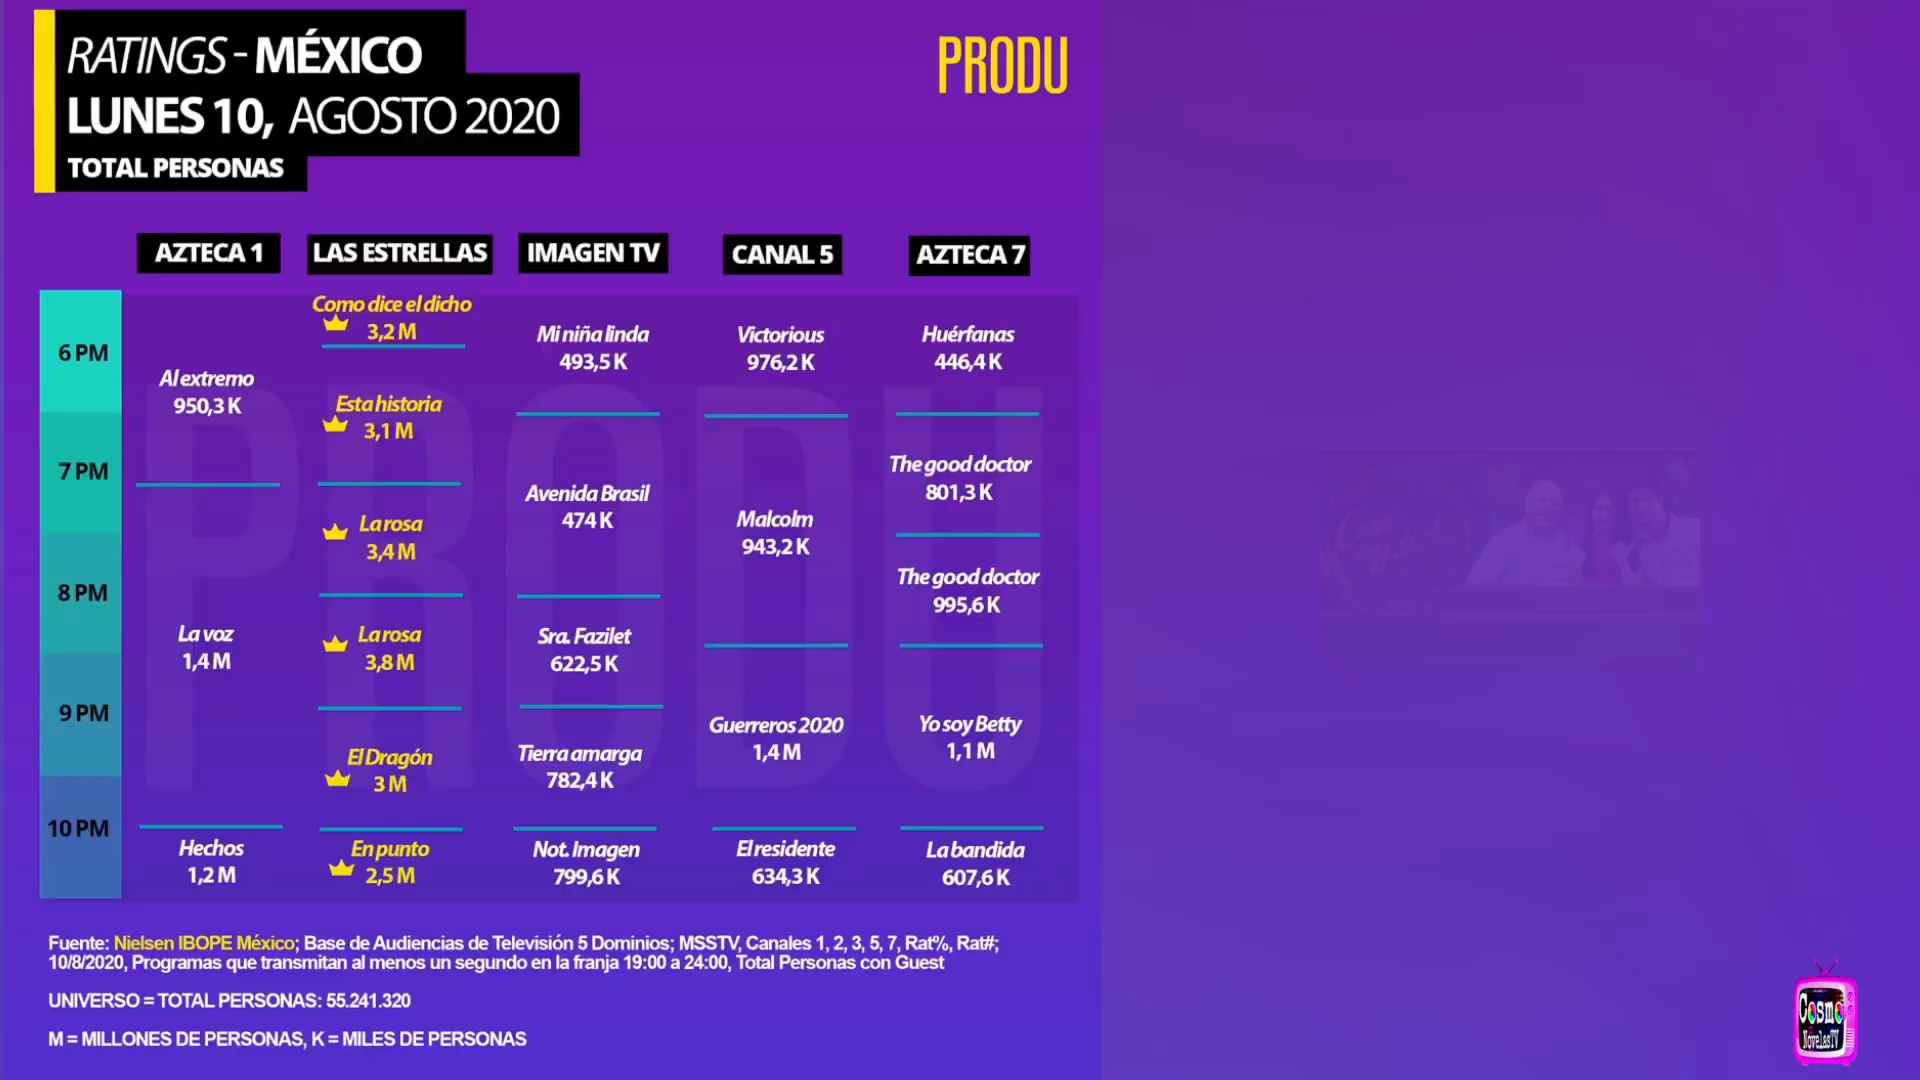 RATINGS - MÉXICO
PRODU
LUNES 10, AGOSTO 2020
TOTAL PERSONAS
AZTECA 1
LAS ESTRELLAS
IMAGEN TV
CANAL 5
AZTECA 7
6 PM
7 PM
8 PM
9 PM
10 PM
Al extremo
950,3 K
La voz
1,4 M
Hechos
1,2 M
Como dice el dicho
3,2 M
Esta historia
3,1 M
La rosa
3,4 M
La rosa
3,8 M
El Dragón
3 M
En punto
2,5 M
Mi niña linda
493,5 K
Avenida Brasil
474 K
Sra. Fazilet
622,5 K
Tierra amarga
782,4 K
Not. Imagen
799,6 K
Victorious
976,2 K
Malcolm
943,2 K
Guerreros 2020
1,4 M
El residente
634,3 K
Huérfanas
446,4 K
The good doctor
801,3 K
The good doctor
995,6 K
Yo soy Betty
1,1 M
La bandida
607,6 K
PRODU
Fuente: Nielsen IBOPE México; Base de Audiencias de Televisión 5 Dominios; MSSTV, Canales 1, 2, 3, 5, 7, Rat%, Rat#;
10/8/2020, Programas que transmitan al menos un segundo en la franja 19:00 a 24:00, Total Personas con Guest
UNIVERSO = TOTAL PERSONAS: 55.241.320
M = MILLONES DE PERSONAS, K = MILES DE PERSONAS
Cosmo
NovelasTV